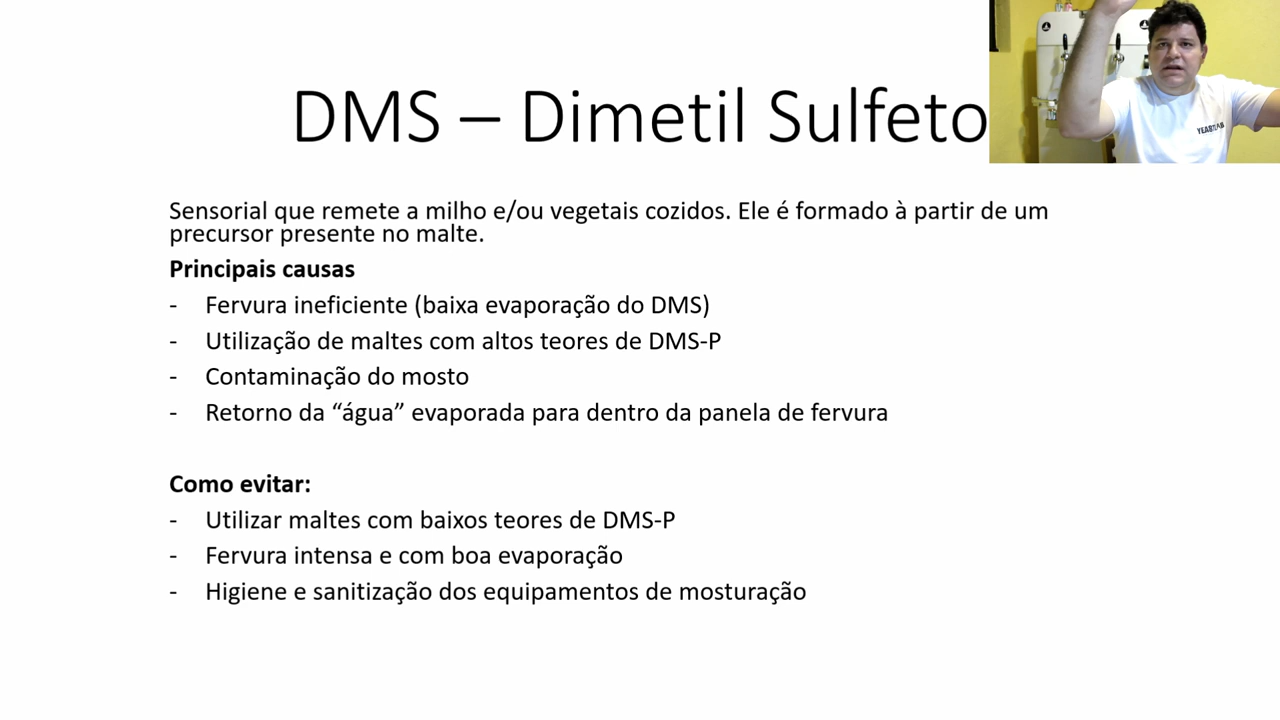 DMS – Dimetil Sulfeto
Sensorial que remete a milho e/ou vegetais cozidos. Ele é formado à partir de um
precursor presente no malte.
Principais causas
- Fervura ineficiente (baixa evaporação do DMS)
- Utilização de maltes com altos teores de DMS-P
- Contaminação do mosto
- Retorno da “água” evaporada para dentro da panela de fervura
Como evitar:
- Utilizar maltes com baixos teores de DMS-P
- Fervura intensa e com boa evaporação
- Higiene e sanitização dos equipamentos de mosturação